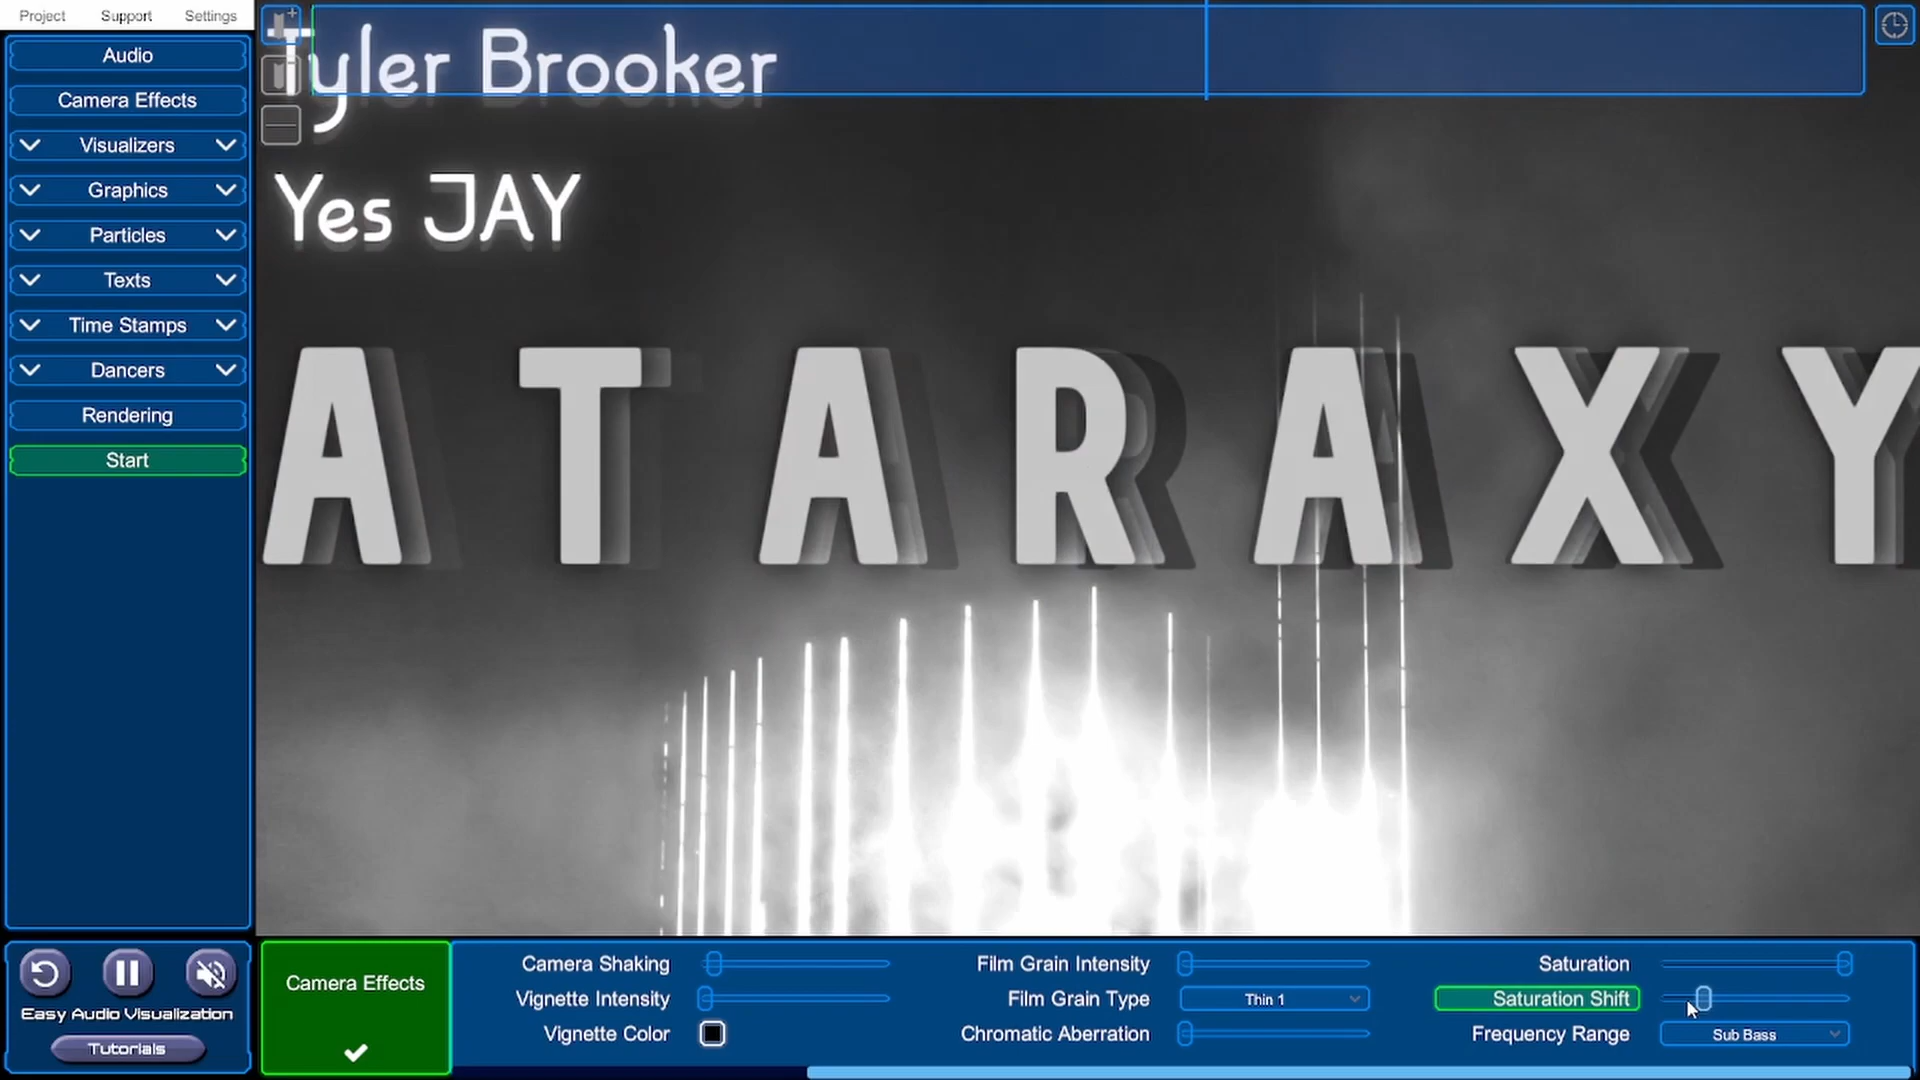 Project Support Settings
Audio
Camera Effects
Visualizers
Graphics
Particles
Texts
Time Stamps
Dancers
Rendering
Start
Tyler Brooker
Yes JAY
ATARAXY
Easy Audio Visualization
Tutorials
Camera Effects
Camera Shaking
Vignette Intensity
Vignette Color
Film Grain Intensity
Film Grain Type Thin 1
Chromatic Aberration
Saturation
Saturation Shift
Frequency Range Sub Bass